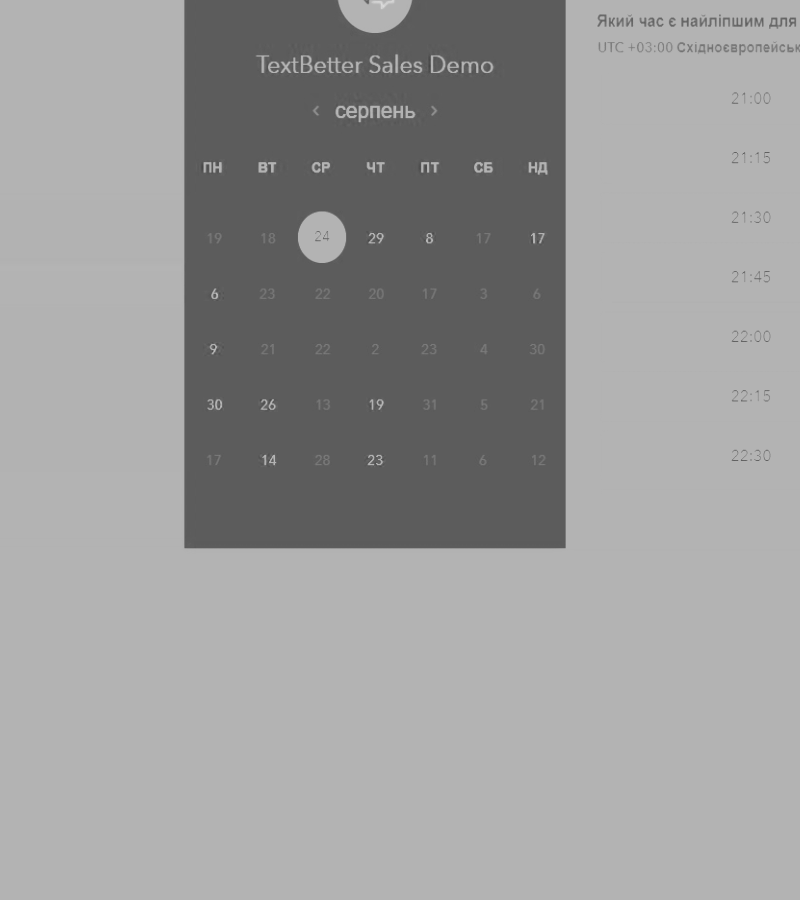 TextBetter Sales Demo
серпень
ПН ВТ СР ЧТ ПТ СБ НД
19 18 24 29 8 17 17
6 23 22 20 17 3 6
9 21 22 2 23 4 30
30 26 13 19 31 5 21
17 14 28 23 11 6 12
Який час є найліпшим для
UTC +03:00 Східноєвропейськ
21:00
21:15
21:30
21:45
22:00
22:15
22:30